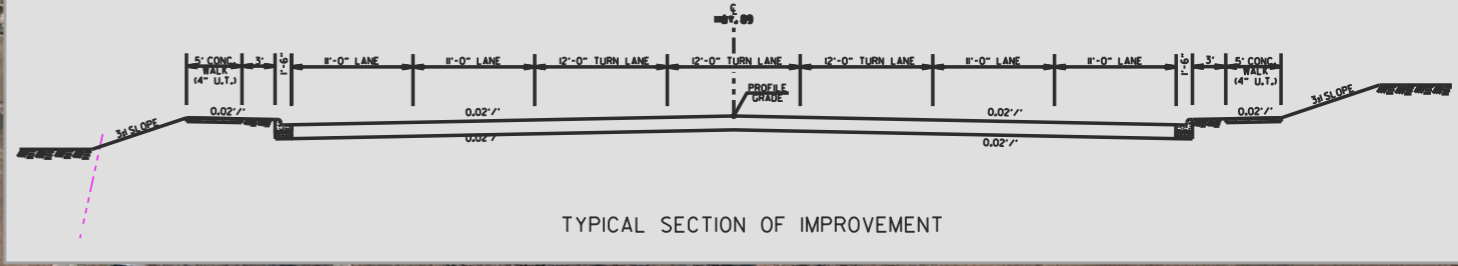 ℄
HWY. 89
5' CONC. WALK (4" U.T.)
3'
1'-6"
11'-0" LANE
11'-0" LANE
12'-0" TURN LANE
12'-0" TURN LANE
12'-0" TURN LANE
11'-0" LANE
11'-0" LANE
1'-6"
3'
5' CONC. WALK (4" U.T.)
PROFILE GRADE
0.02'/'
0.02'/'
0.02'/'
0.02'/'
3:1 SLOPE
3:1 SLOPE
0.02'/'
0.02'/'
TYPICAL SECTION OF IMPROVEMENT